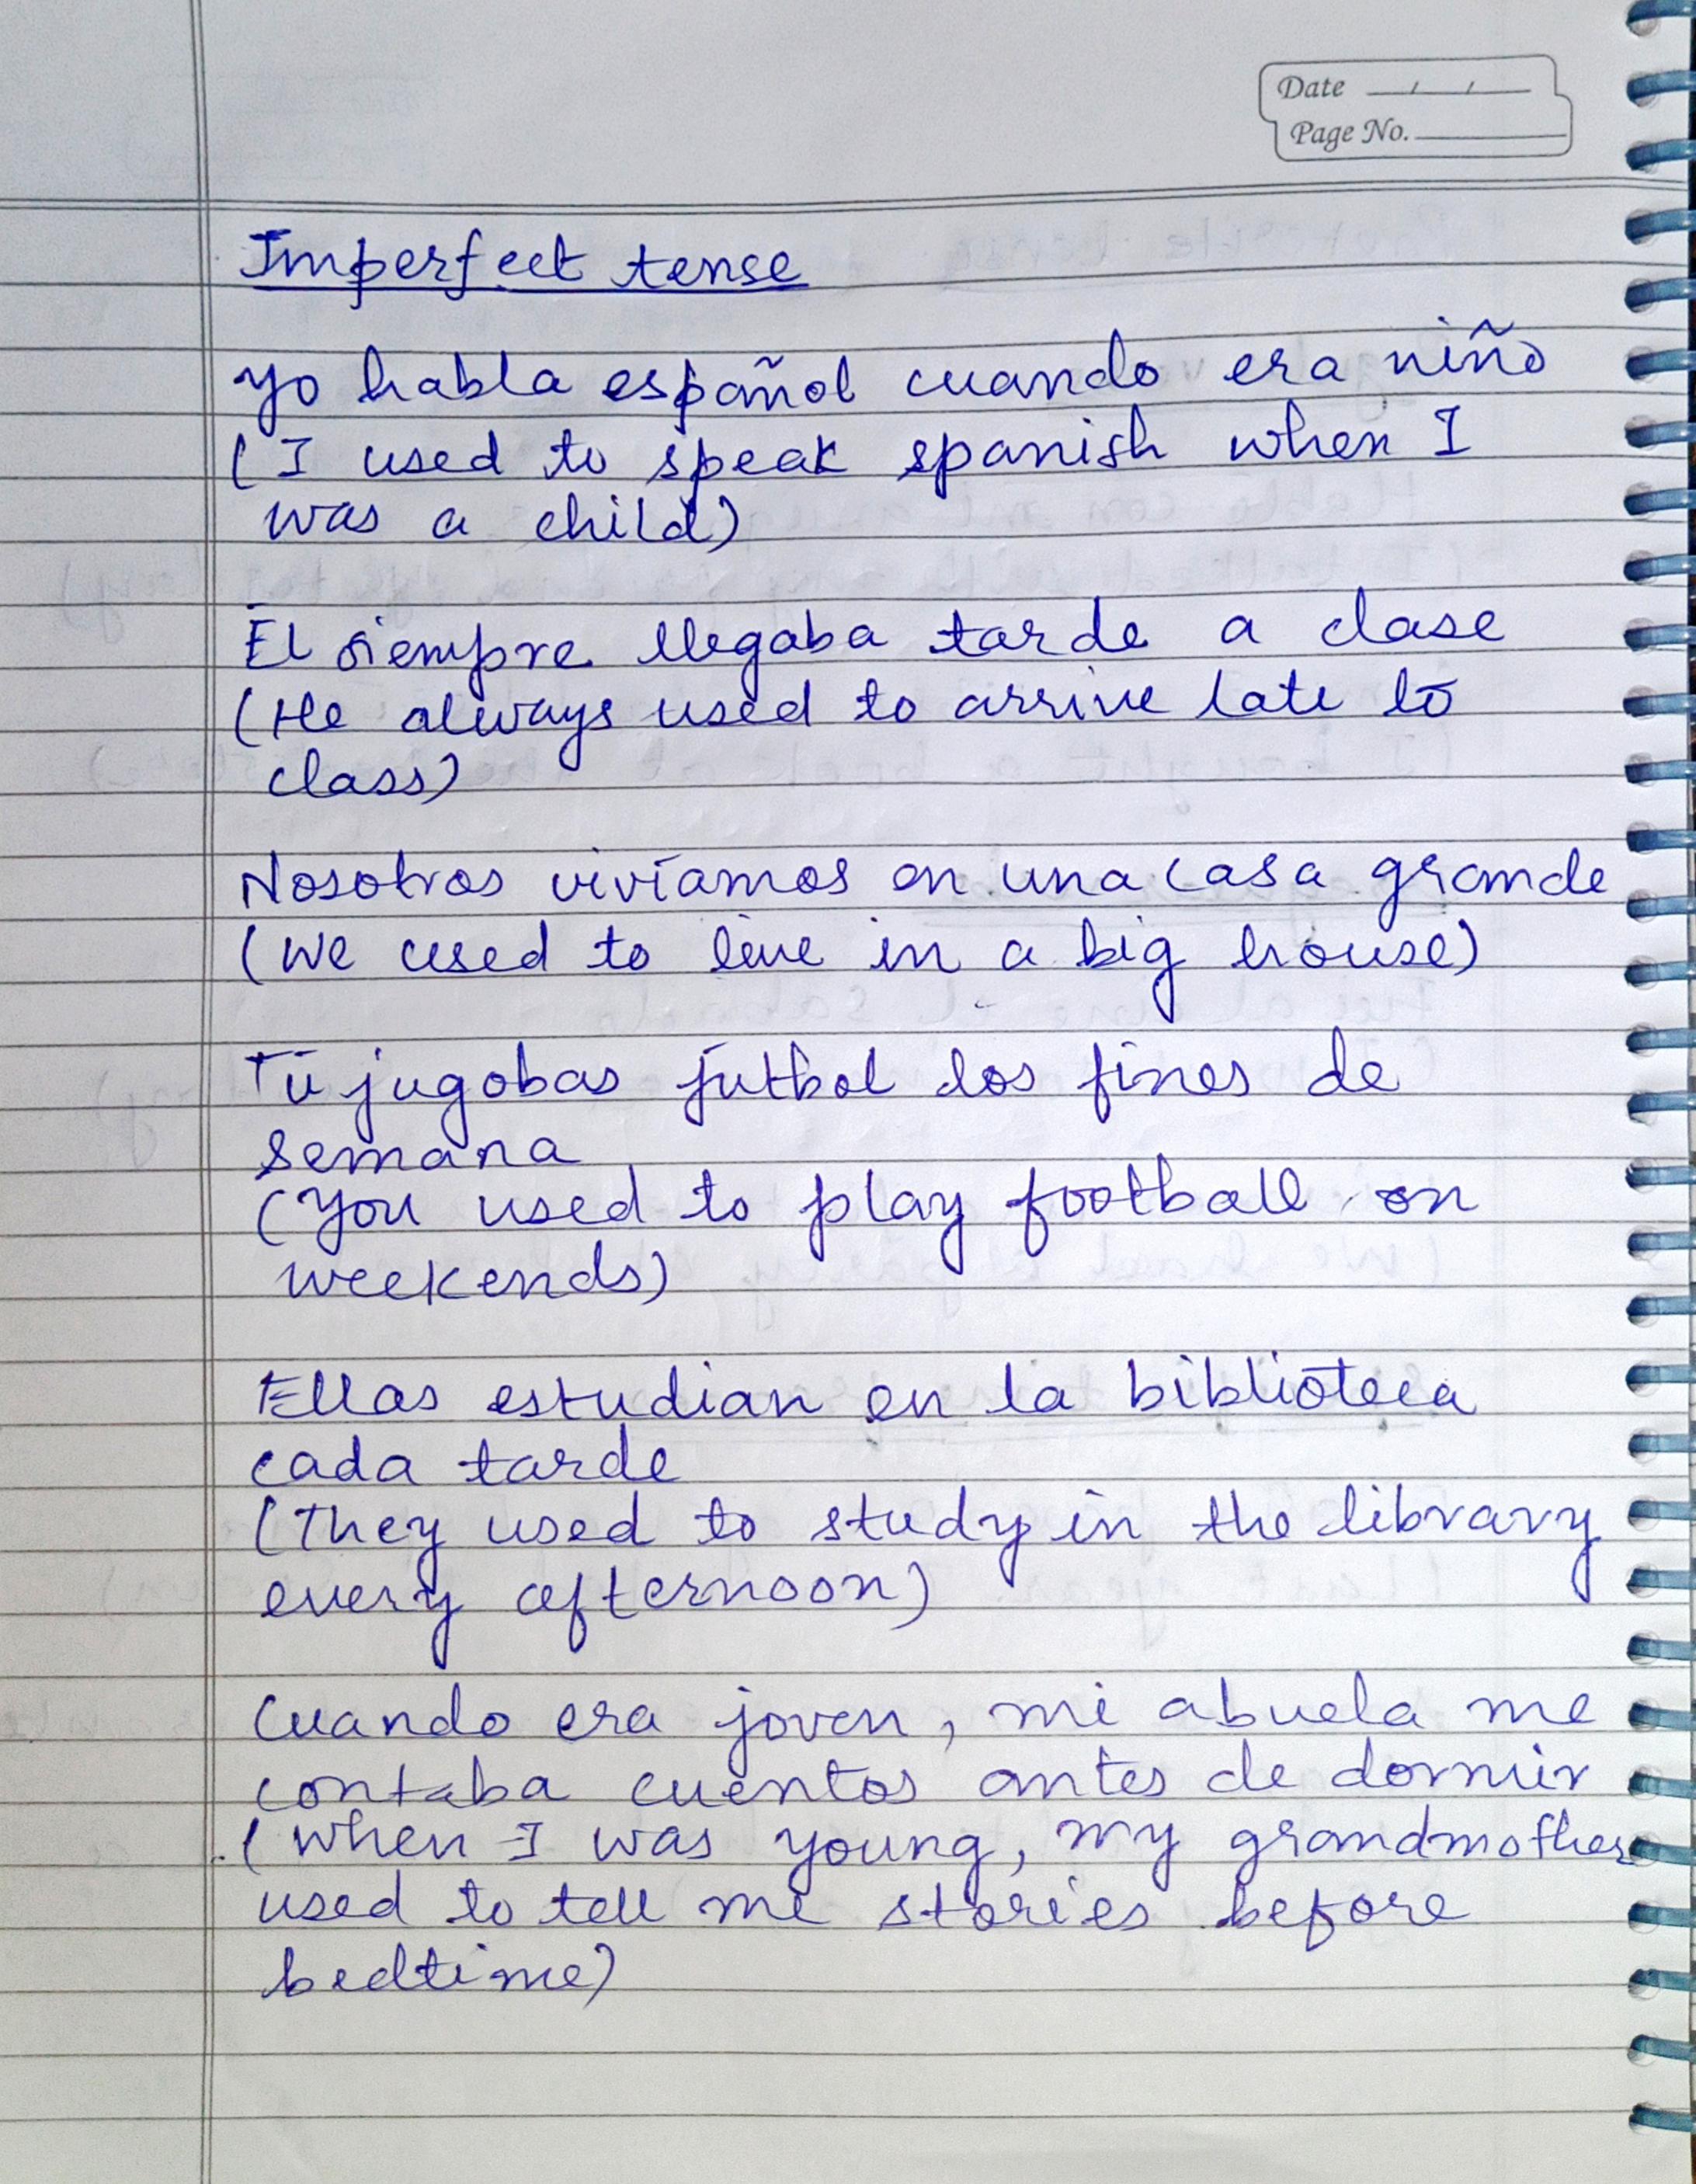 Date / /
Page No.
Imperfect tense
Yo habla español cuando era niño
(I used to speak spanish when I
was a child)
Él siempre llegaba tarde a clase
(He always used to arrive late to
class)
Nosotros vivíamos en una casa grande
(We used to live in a big house)
Tú jugobas fútbol los fines de
semana
(You used to play football on
weekends)
Ellas estudian en la biblioteca
cada tarde
(They used to study in the library
every afternoon)
Cuando era joven, mi abuela me
contaba cuentos antes de dormir
(When I was young, my grandmother
used to tell me stories before
bedtime)